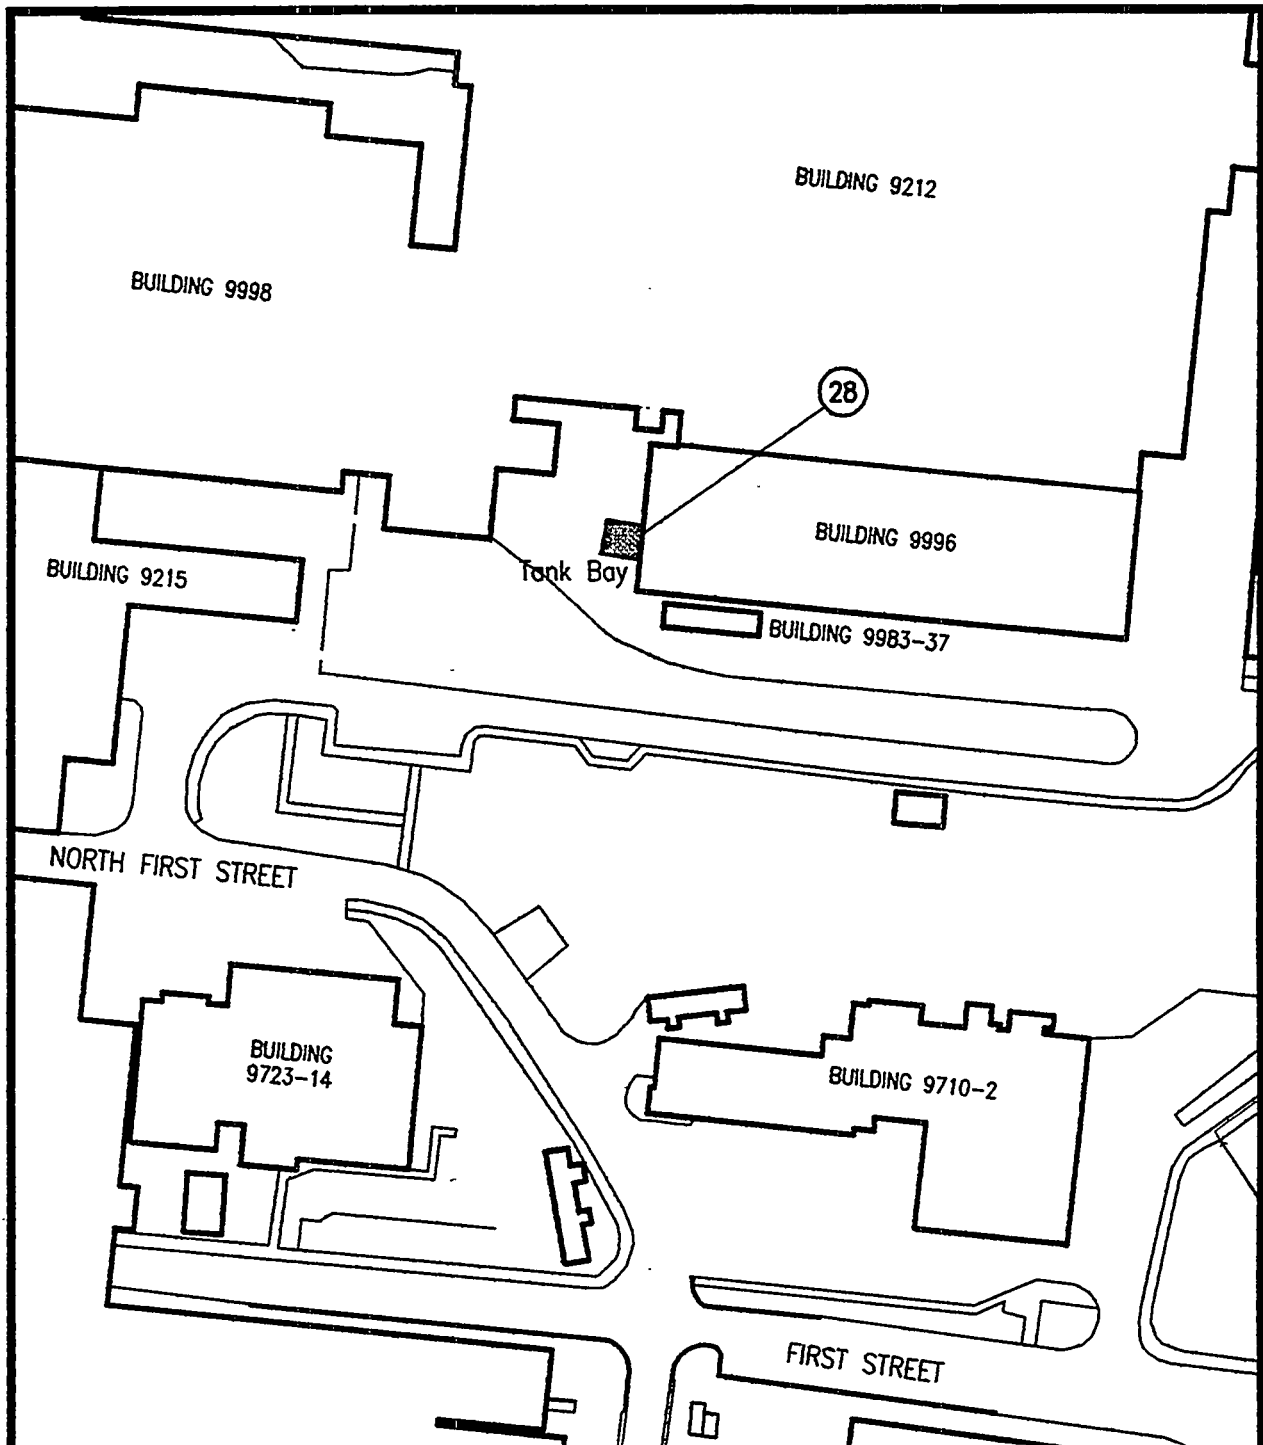 BUILDING 9212
BUILDING 9998
28
BUILDING 9996
Tank Bay
BUILDING 9215
BUILDING 9983-37
NORTH FIRST STREET
BUILDING
9723-14
BUILDING 9710-2
FIRST STREET